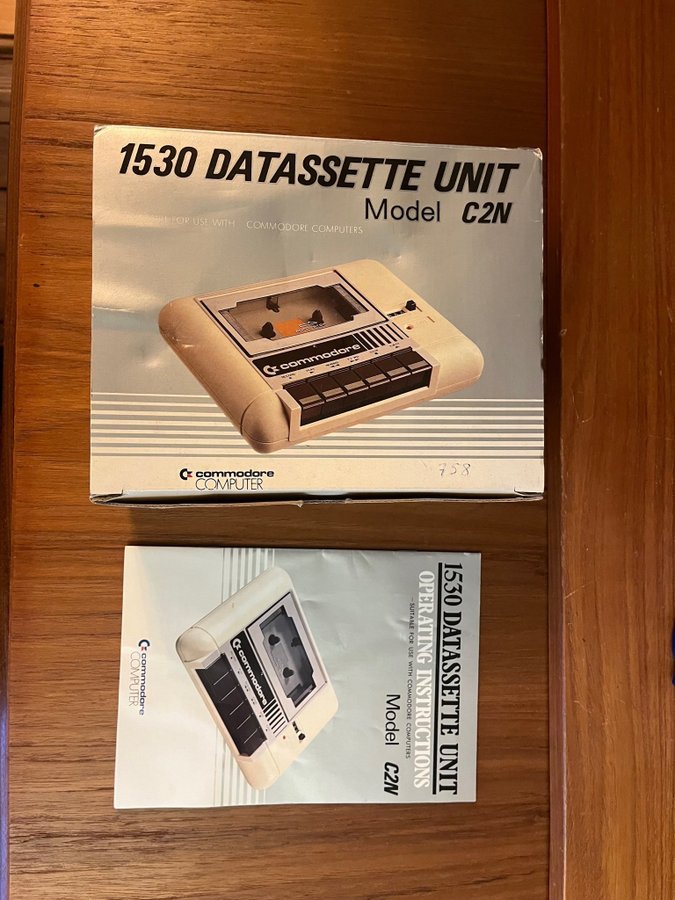 1530 DATASSETTE UNIT
Model C2N
FOR USE WITH COMMODORE COMPUTERS
commodore
commodore
COMPUTER
758
1530 DATASSETTE UNIT
OPERATING INSTRUCTIONS
-SUITABLE FOR USE WITH COMMODORE COMPUTERS
Model C2N
commodore
commodore
COMPUTER